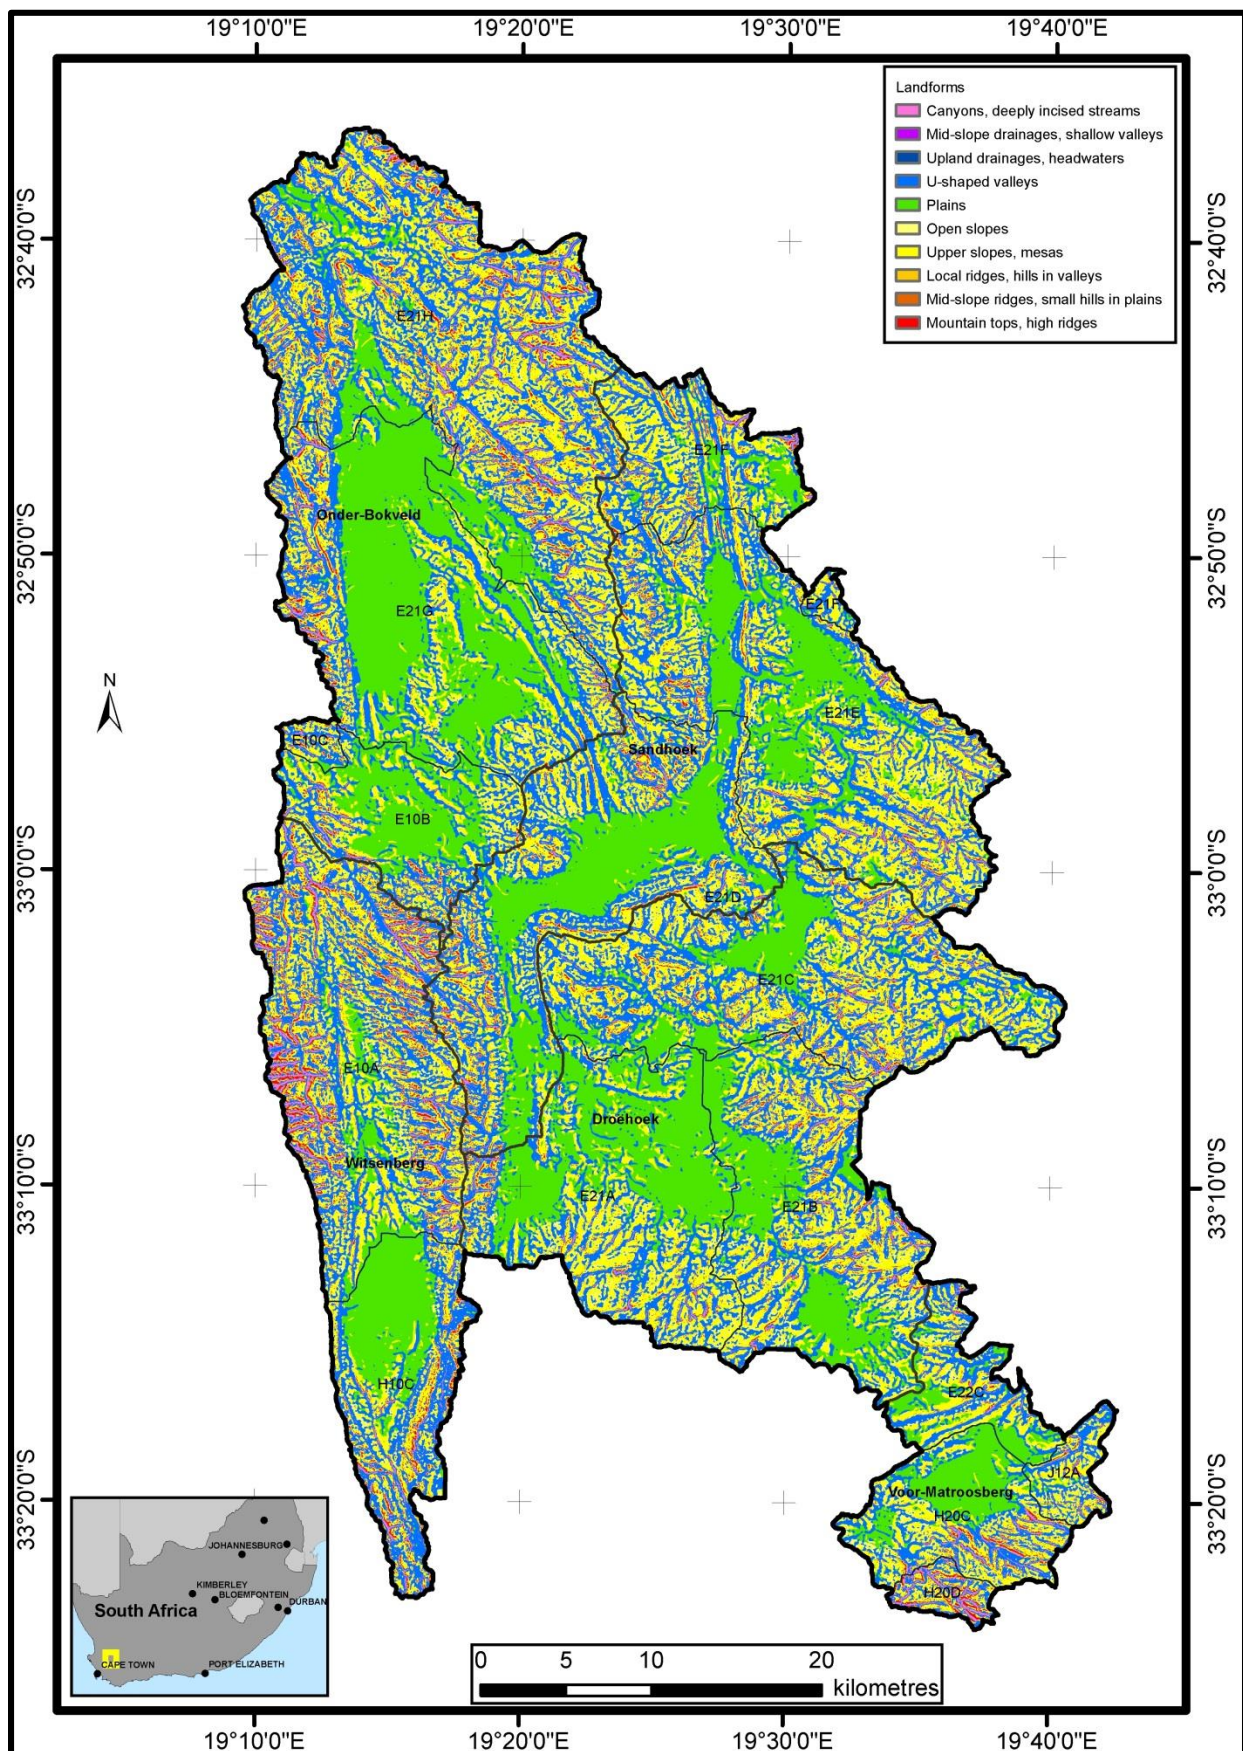 19°10'0"E 19°20'0"E 19°30'0"E 19°40'0"E
Landforms
Canyons, deeply incised streams
Mid-slope drainages, shallow valleys
Upland drainages, headwaters
U-shaped valleys
Plains
Open slopes
Upper slopes, mesas
Local ridges, hills in valleys
Mid-slope ridges, small hills in plains
Mountain tops, high ridges
32°40'0"S 32°40'0"S
E21H
E21F
Onder-Bokveld
32°50'0"S 32°50'0"S
E21G
E21F
N
E21E
E10C
Sandhoek
E10B
33°0'0"S 33°0'0"S
E21D
E21C
E10A
Droehoek
Witsenberg
33°10'0"S 33°10'0"S
E21A
E21B
H10C
E22C
J12A
Voor-Matroosberg
33°20'0"S 33°20'0"S
H20C
H20D
JOHANNESBURG
KIMBERLEY
BLOEMFONTEIN
DURBAN
South Africa
CAPE TOWN
PORT ELIZABETH
0 5 10 20
kilometres
19°10'0"E 19°20'0"E 19°30'0"E 19°40'0"E